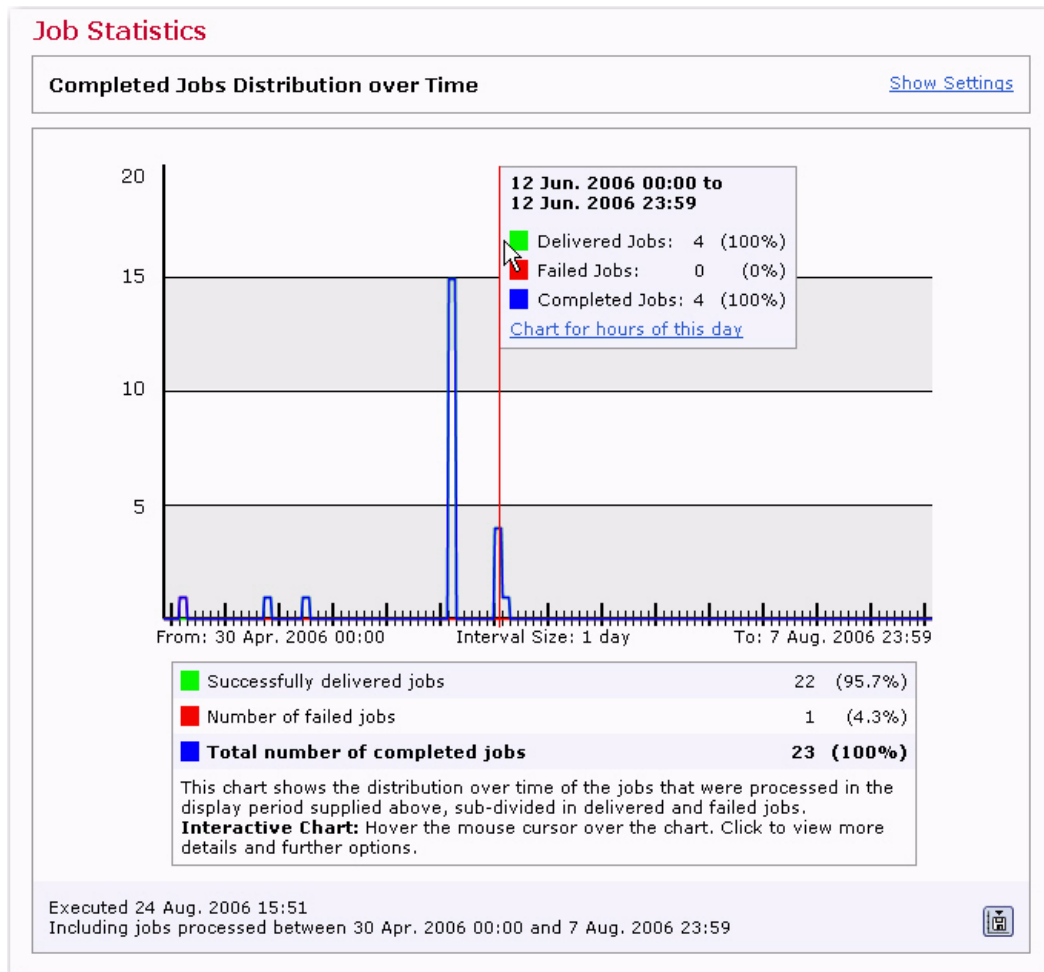 Job Statistics
Completed Jobs Distribution over Time
Show Settings
20
15
10
5
12 Jun. 2006 00:00 to
12 Jun. 2006 23:59
Delivered Jobs: 4 (100%)
Failed Jobs: 0 (0%)
Completed Jobs: 4 (100%)
Chart for hours of this day
From: 30 Apr. 2006 00:00
Interval Size: 1 day
To: 7 Aug. 2006 23:59
Successfully delivered jobs 22 (95.7%)
Number of failed jobs 1 (4.3%)
Total number of completed jobs 23 (100%)
This chart shows the distribution over time of the jobs that were processed in the
display period supplied above, sub-divided in delivered and failed jobs.
Interactive Chart: Hover the mouse cursor over the chart. Click to view more
details and further options.
Executed 24 Aug. 2006 15:51
Including jobs processed between 30 Apr. 2006 00:00 and 7 Aug. 2006 23:59